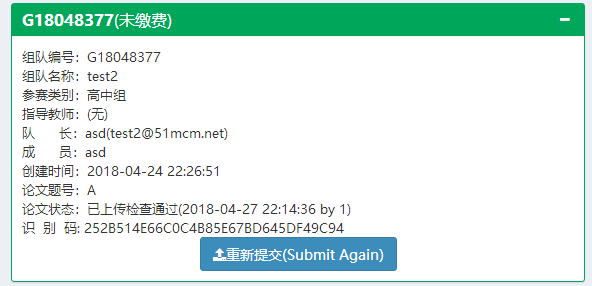 G18048377(未缴费)
组队编号：G18048377
组队名称：test2
参赛类别：高中组
指导教师：(无)
队 长：asd(test2@51mcm.net)
成 员：asd
创建时间：2018-04-24 22:26:51
论文题号：A
论文状态：已上传检查通过(2018-04-27 22:14:36 by 1)
识 别 码: 252B514E66C0C4B85E67BD645DF49C94
重新提交(Submit Again)